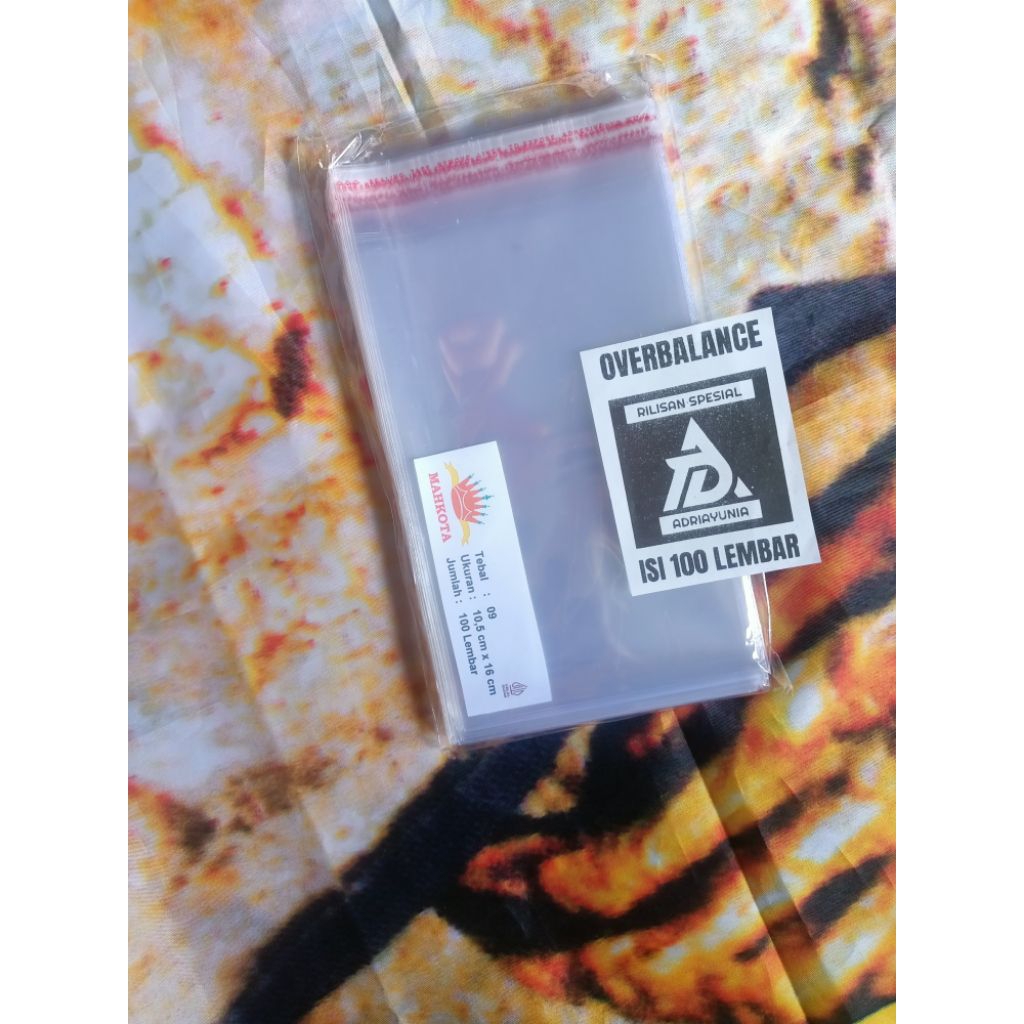 OVERBALANCE
RILISAN SPESIAL
ADRIAYUNIA
ISI 100 LEMBAR
MAHKOTA
Tebal : 09
Ukuran : 10,5 cm x 16 cm
Jumlah : 100 Lembar